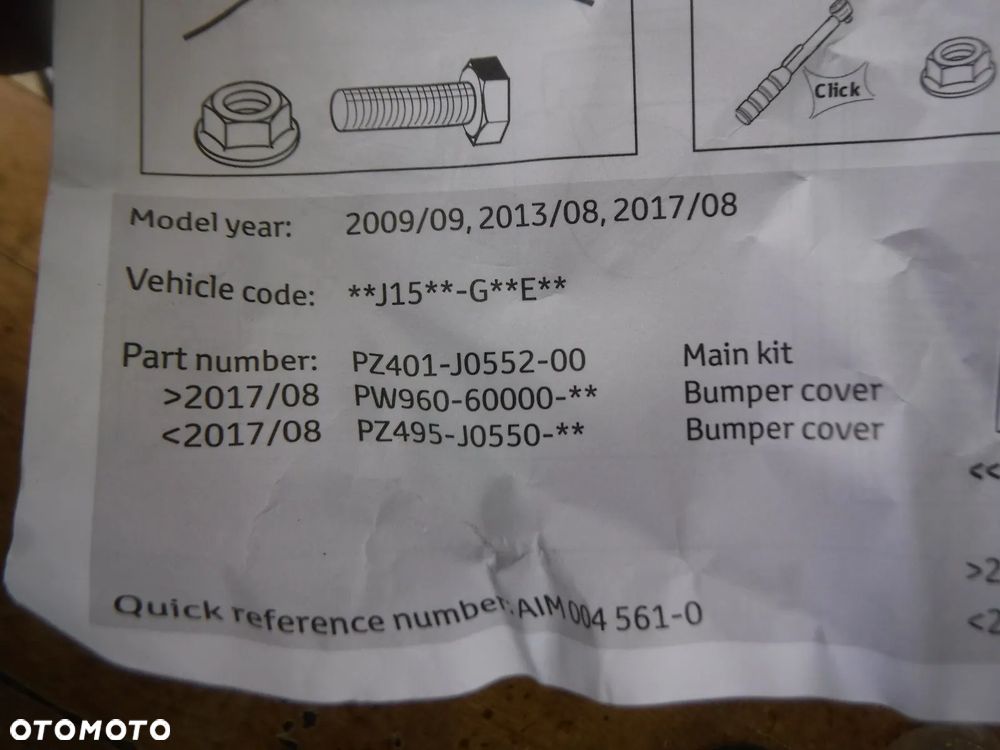 Click
Model year: 2009/09, 2013/08, 2017/08
Vehicle code: **J15**-G**E**
Part number: PZ401-J0552-00 Main kit
>2017/08 PW960-60000-** Bumper cover
<2017/08 PZ495-J0550-** Bumper cover
<<
>2
<2
Quick reference number: AIM 004 561-0
OTOMOTO